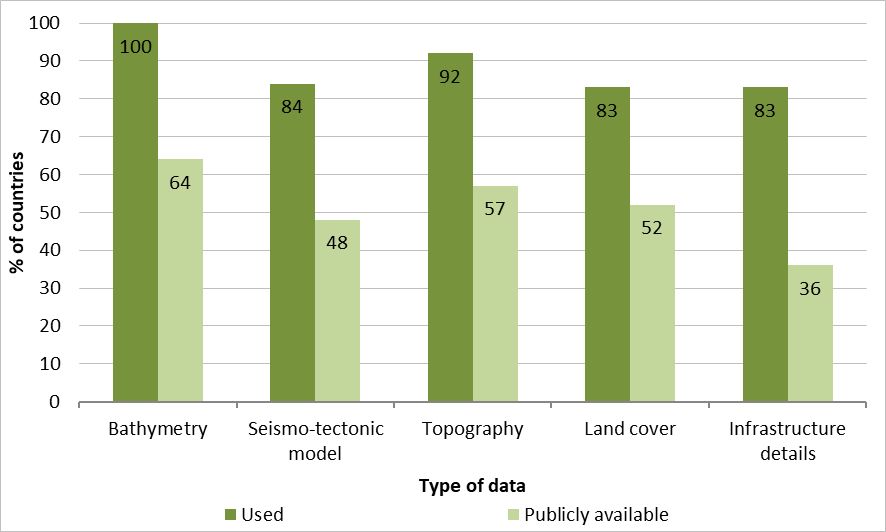 100
90
80
70
60
50
40
30
20
10
0
% of countries
100
64
84
48
92
57
83
52
83
36
Bathymetry
Seismo-tectonic
model
Topography
Land cover
Infrastructure
details
Type of data
Used
Publicly available